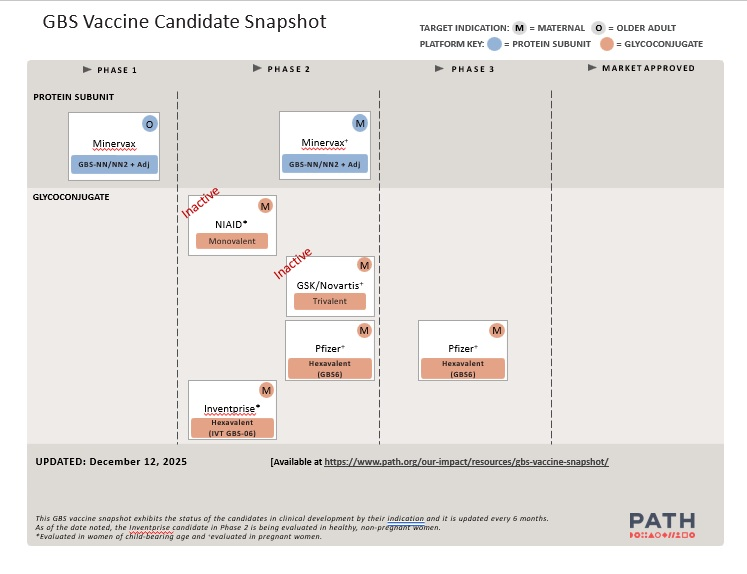 GBS Vaccine Candidate Snapshot
TARGET INDICATION: M = MATERNAL O = OLDER ADULT
PLATFORM KEY: = PROTEIN SUBUNIT = GLYCOCONJUGATE
PHASE 1 PHASE 2 PHASE 3 MARKET APPROVED
PROTEIN SUBUNIT
O
Minervax
GBS-NN/NN2 + Adj
M
Minervax⁺
GBS-NN/NN2 + Adj
GLYCOCONJUGATE
Inactive
M
NIAID*
Monovalent
Inactive
M
GSK/Novartis⁺
Trivalent
M
Pfizer⁺
Hexavalent
(GBS6)
M
Pfizer⁺
Hexavalent
(GBS6)
M
Inventprise*
Hexavalent
(IVT GBS-06)
UPDATED: December 12, 2025 [Available at https://www.path.org/our-impact/resources/gbs-vaccine-snapshot/
This GBS vaccine snapshot exhibits the status of the candidates in clinical development by their indication and it is updated every 6 months.
As of the date noted, the Inventprise candidate in Phase 2 is being evaluated in healthy, non-pregnant women.
*Evaluated in women of child-bearing age and ⁺evaluated in pregnant women.
PATH